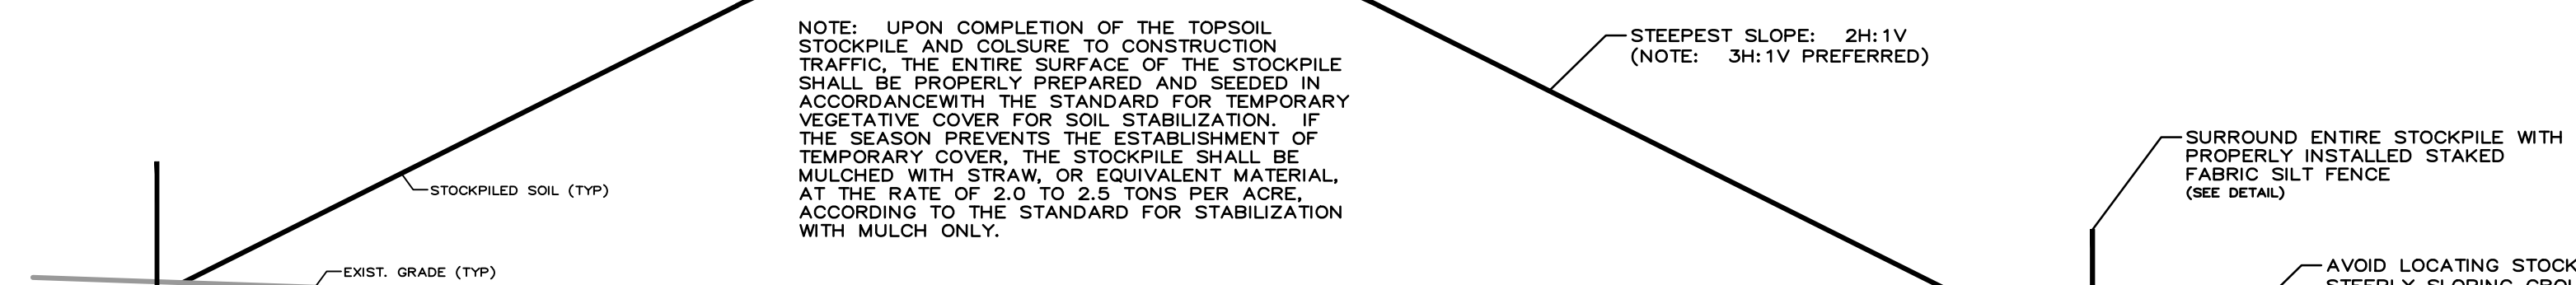 NOTE: UPON COMPLETION OF THE TOPSOIL
STOCKPILE AND COLSURE TO CONSTRUCTION
TRAFFIC, THE ENTIRE SURFACE OF THE STOCKPILE
SHALL BE PROPERLY PREPARED AND SEEDED IN
ACCORDANCEWITH THE STANDARD FOR TEMPORARY
VEGETATIVE COVER FOR SOIL STABILIZATION. IF
THE SEASON PREVENTS THE ESTABLISHMENT OF
TEMPORARY COVER, THE STOCKPILE SHALL BE
MULCHED WITH STRAW, OR EQUIVALENT MATERIAL,
AT THE RATE OF 2.0 TO 2.5 TONS PER ACRE,
ACCORDING TO THE STANDARD FOR STABILIZATION
WITH MULCH ONLY.
STEEPEST SLOPE: 2H:1V
(NOTE: 3H:1V PREFERRED)
SURROUND ENTIRE STOCKPILE WITH
PROPERLY INSTALLED STAKED
FABRIC SILT FENCE
(SEE DETAIL)
STOCKPILED SOIL (TYP)
EXIST. GRADE (TYP)
AVOID LOCATING STOCK